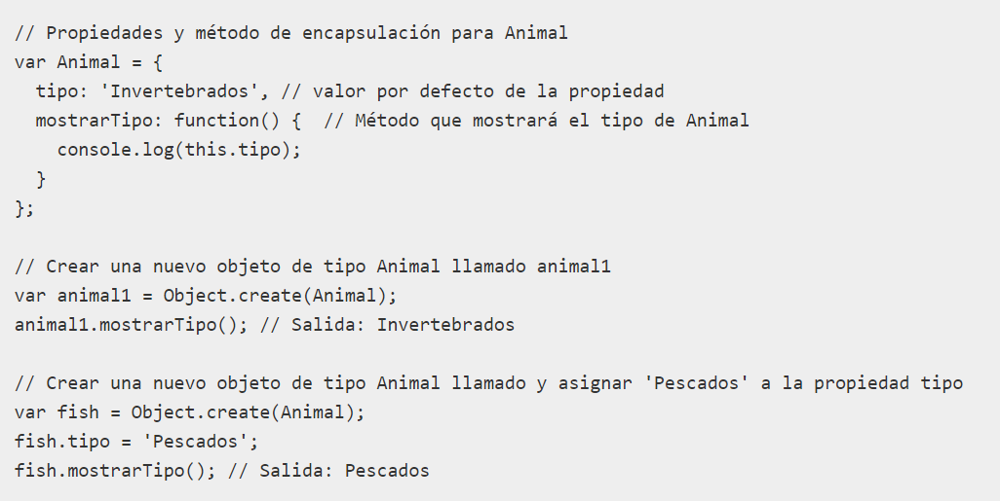 // Propiedades y método de encapsulación para Animal
var Animal = {
  tipo: 'Invertebrados', // valor por defecto de la propiedad
  mostrarTipo: function() {  // Método que mostrará el tipo de Animal
    console.log(this.tipo);
  }
};

// Crear una nuevo objeto de tipo Animal llamado animal1
var animal1 = Object.create(Animal);
animal1.mostrarTipo(); // Salida: Invertebrados

// Crear una nuevo objeto de tipo Animal llamado y asignar 'Pescados' a la propiedad tipo
var fish = Object.create(Animal);
fish.tipo = 'Pescados';
fish.mostrarTipo(); // Salida: Pescados